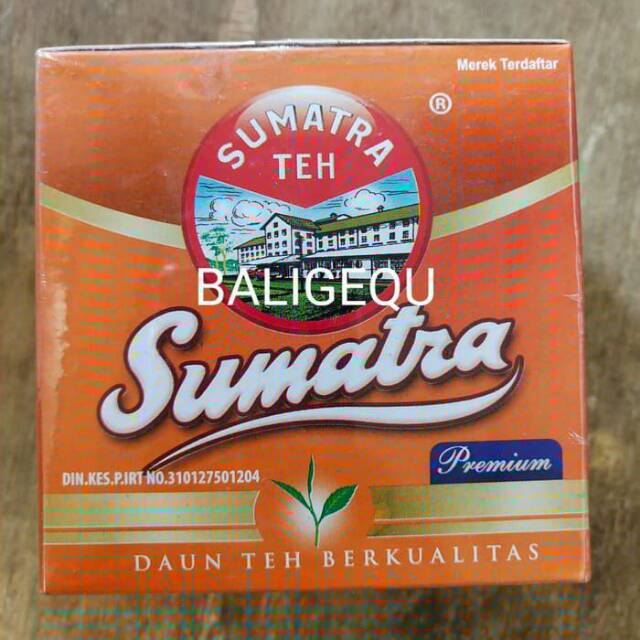 Merek Terdaftar
®
SUMATRA
TEH
BALIGEQU
Sumatra
Premium
DIN.KES.P.IRT NO.310127501204
DAUN TEH BERKUALITAS